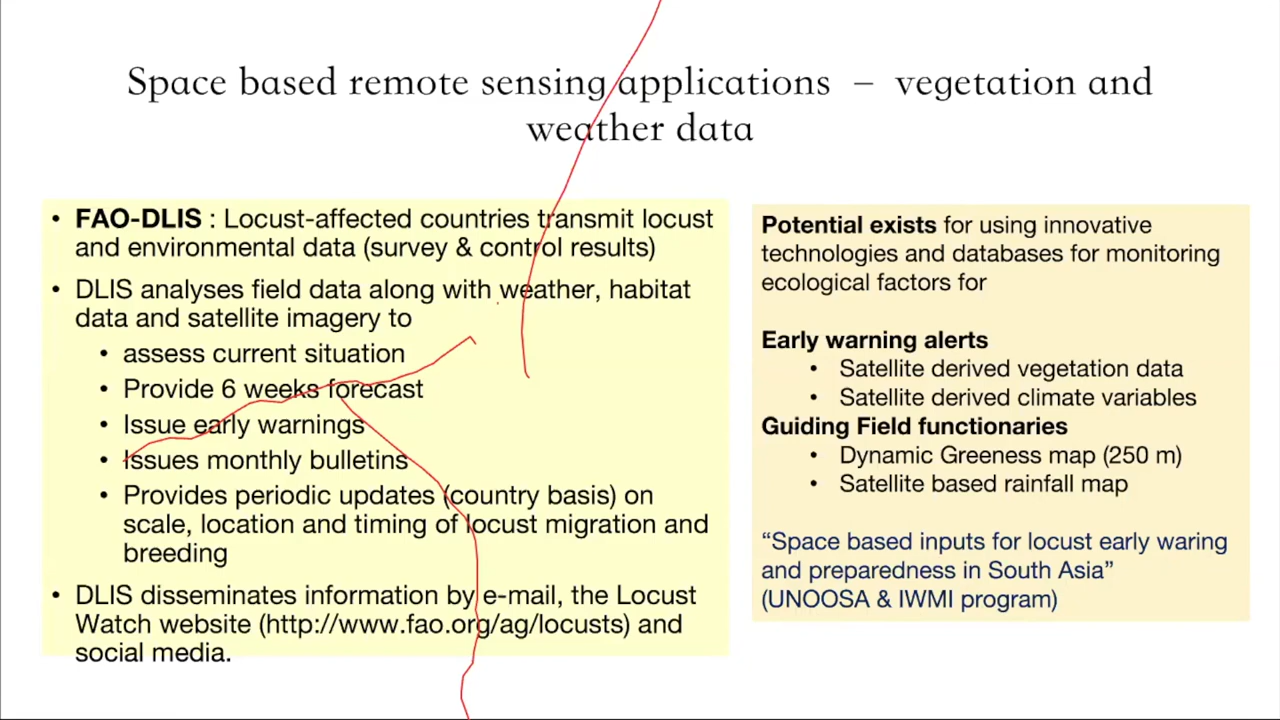 Space based remote sensing applications – vegetation and
weather data
• FAO-DLIS : Locust-affected countries transmit locust
and environmental data (survey & control results)
• DLIS analyses field data along with weather, habitat
data and satellite imagery to
• assess current situation
• Provide 6 weeks forecast
• Issue early warnings
• Issues monthly bulletins
• Provides periodic updates (country basis) on
scale, location and timing of locust migration and
breeding
• DLIS disseminates information by e-mail, the Locust
Watch website (http://www.fao.org/ag/locusts) and
social media.
Potential exists for using innovative
technologies and databases for monitoring
ecological factors for
Early warning alerts
• Satellite derived vegetation data
• Satellite derived climate variables
Guiding Field functionaries
• Dynamic Greeness map (250 m)
• Satellite based rainfall map
“Space based inputs for locust early waring
and preparedness in South Asia”
(UNOOSA & IWMI program)